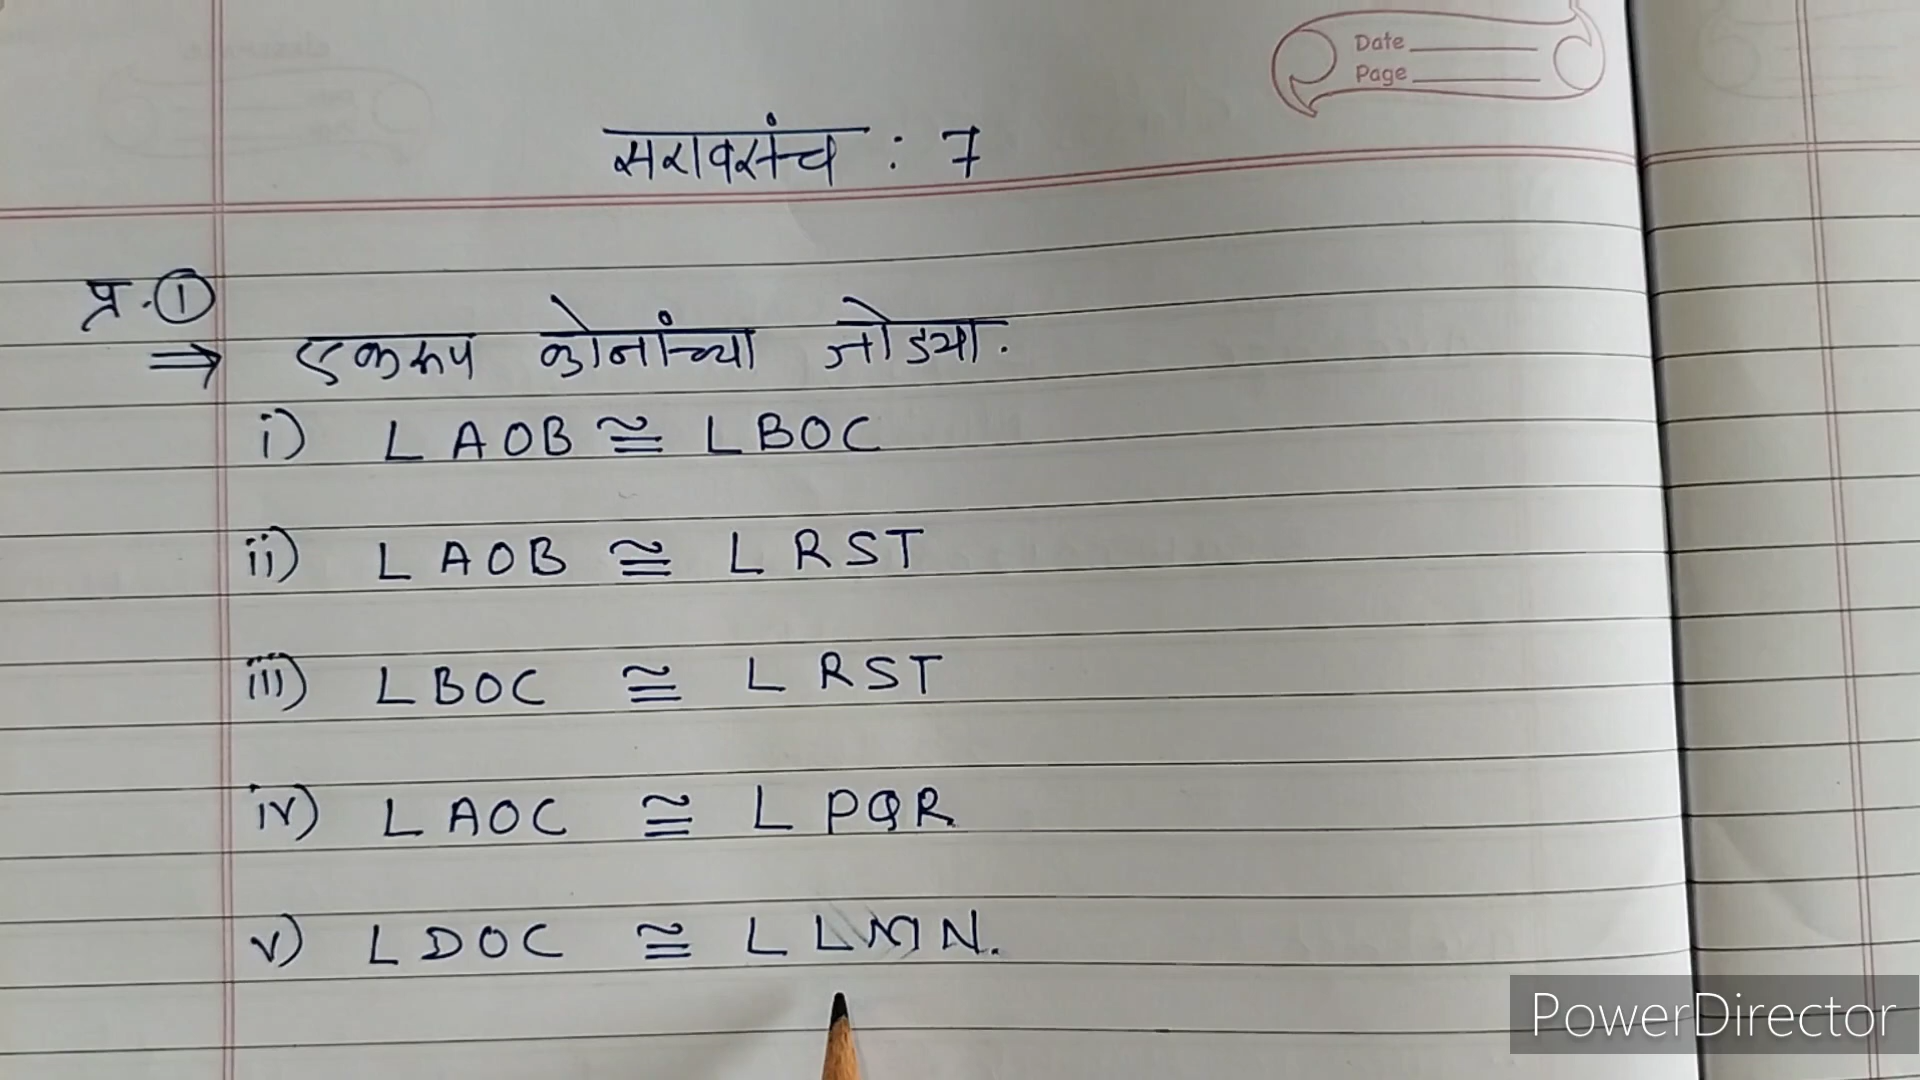 Date
Page
सरावसंच : 7
प्र. ①
⇒ एकरूप कोनांच्या जोड्या.
i) ∠ AOB ≅ ∠ BOC
ii) ∠ AOB ≅ ∠ RST
iii) ∠ BOC ≅ ∠ RST
iv) ∠ AOC ≅ ∠ PQR
v) ∠ DOC ≅ ∠ LMN.
PowerDirector